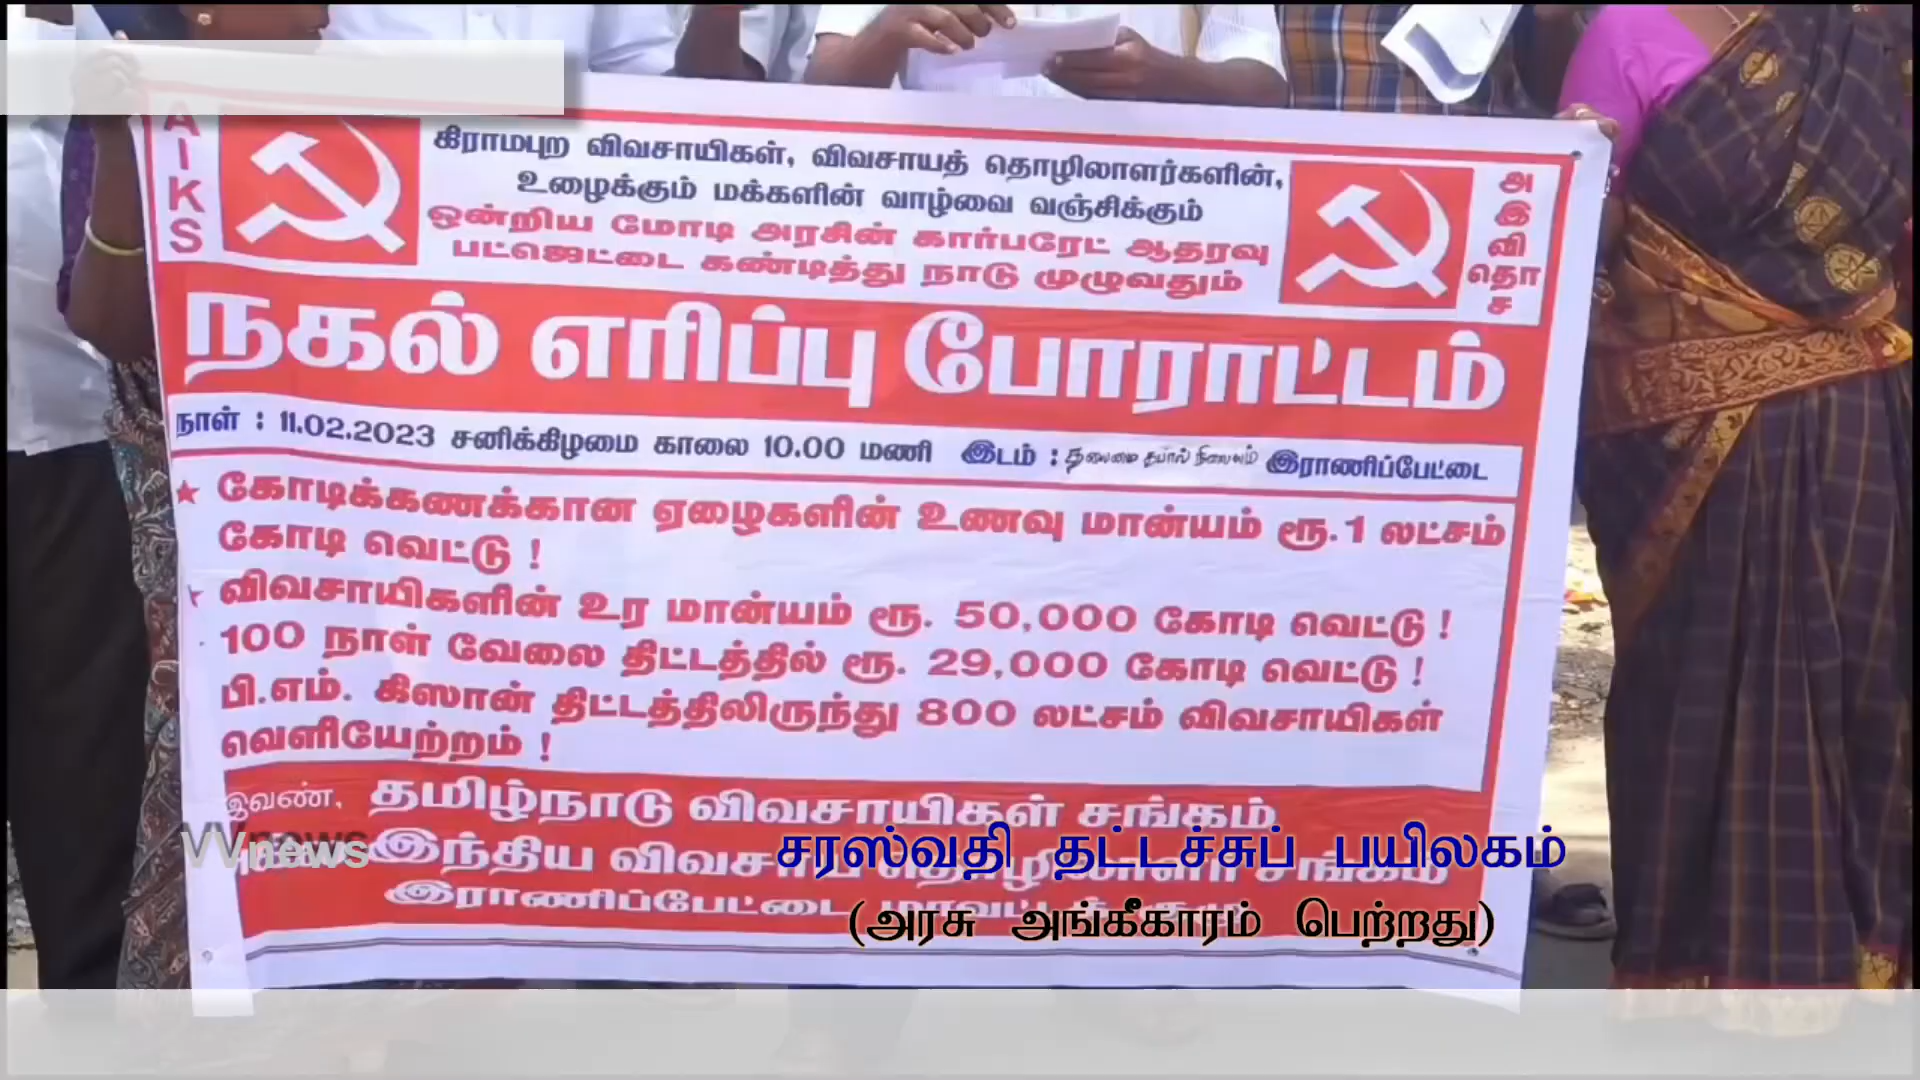 AIKS
கிராமபுற விவசாயிகள், விவசாயத் தொழிலாளர்களின்,
உழைக்கும் மக்களின் வாழ்வை வஞ்சிக்கும்
ஒன்றிய மோடி அரசின் கார்பரேட் ஆதரவு
பட்ஜெட்டை கண்டித்து நாடு முழுவதும்
அ
இ
வி
தொ
ச
நகல் எரிப்பு போராட்டம்
நாள் : 11.02.2023 சனிக்கிழமை காலை 10.00 மணி இடம் : தலைமை தபால் நிலையம் இராணிப்பேட்டை
★ கோடிக்கணக்கான ஏழைகளின் உணவு மான்யம் ரூ.1 லட்சம்
கோடி வெட்டு !
★ விவசாயிகளின் உர மான்யம் ரூ. 50,000 கோடி வெட்டு !
100 நாள் வேலை திட்டத்தில் ரூ. 29,000 கோடி வெட்டு !
பி.எம். கிஸான் திட்டத்திலிருந்து 800 லட்சம் விவசாயிகள்
வெளியேற்றம் !
இவண், தமிழ்நாடு விவசாயிகள் சங்கம்
VVnews
இந்திய
இராணிப்பேட்டை
சரஸ்வதி தட்டச்சுப் பயிலகம்
(அரசு அங்கீகாரம் பெற்றது)